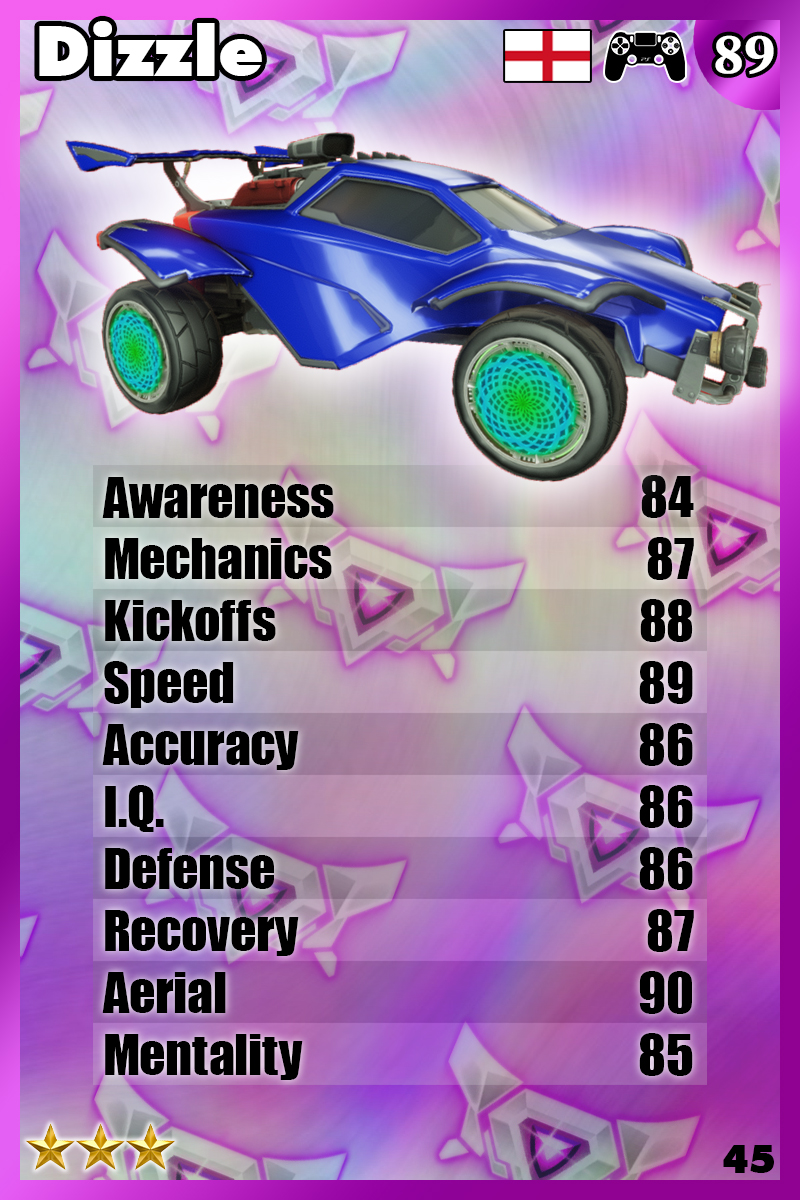 Dizzle 89
Awareness 84
Mechanics 87
Kickoffs 88
Speed 89
Accuracy 86
I.Q. 86
Defense 86
Recovery 87
Aerial 90
Mentality 85
45